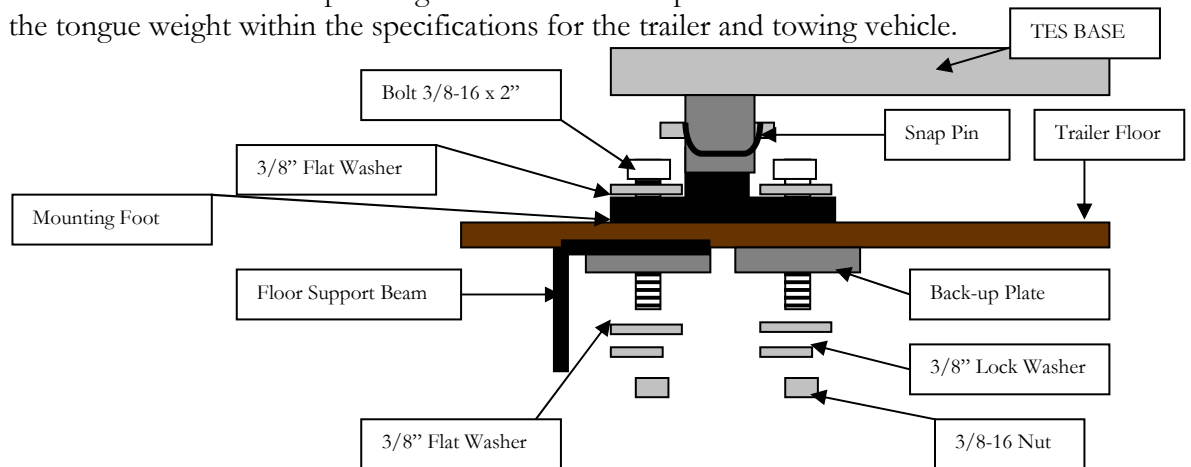 the tongue weight within the specifications for the trailer and towing vehicle.
TES BASE
Bolt 3/8-16 x 2”
Snap Pin
Trailer Floor
3/8” Flat Washer
Mounting Foot
Floor Support Beam
Back-up Plate
3/8” Lock Washer
3/8” Flat Washer
3/8-16 Nut